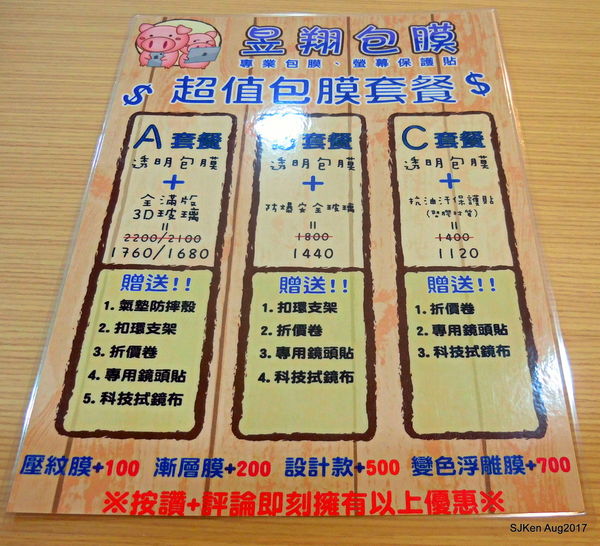 昱翔包膜
專業包膜、螢幕保護貼
$ 超值包膜套餐 $
A 套餐
透明包膜
+
全滿版
3D玻璃
=
2200/2100
1760/1680
贈送!!
1. 氣墊防摔殼
2. 扣環支架
3. 折價卷
4. 專用鏡頭貼
5. 科技拭鏡布
套餐
透明包膜
+
防爆安全玻璃
=
1800
1440
贈送!!
1. 扣環支架
2. 折價卷
3. 專用鏡頭貼
4. 科技拭鏡布
C 套餐
透明包膜
+
抗油汙保護貼
(塑膠材質)
=
1400
1120
贈送!!
1. 折價卷
2. 專用鏡頭貼
3. 科技拭鏡布
壓紋膜+100 漸層膜+200 設計款+500 變色浮雕膜+700
※按讚+評論即刻擁有以上優惠※
SJKen Aug2017